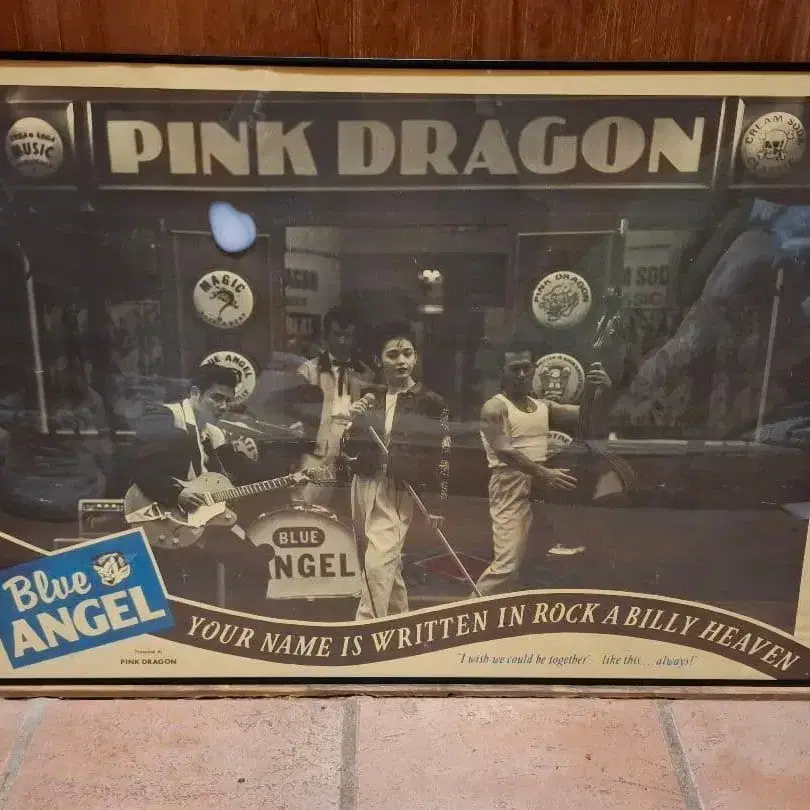 PINK DRAGON
MUSIC
CREAM SODA
MAGIC
PINK DRAGON
BLUE ANGEL
BLUE
ANGEL
Blue
ANGEL
YOUR NAME IS WRITTEN IN ROCK A BILLY HEAVEN
"I wish we could be together like this ... always!"
PINK DRAGON